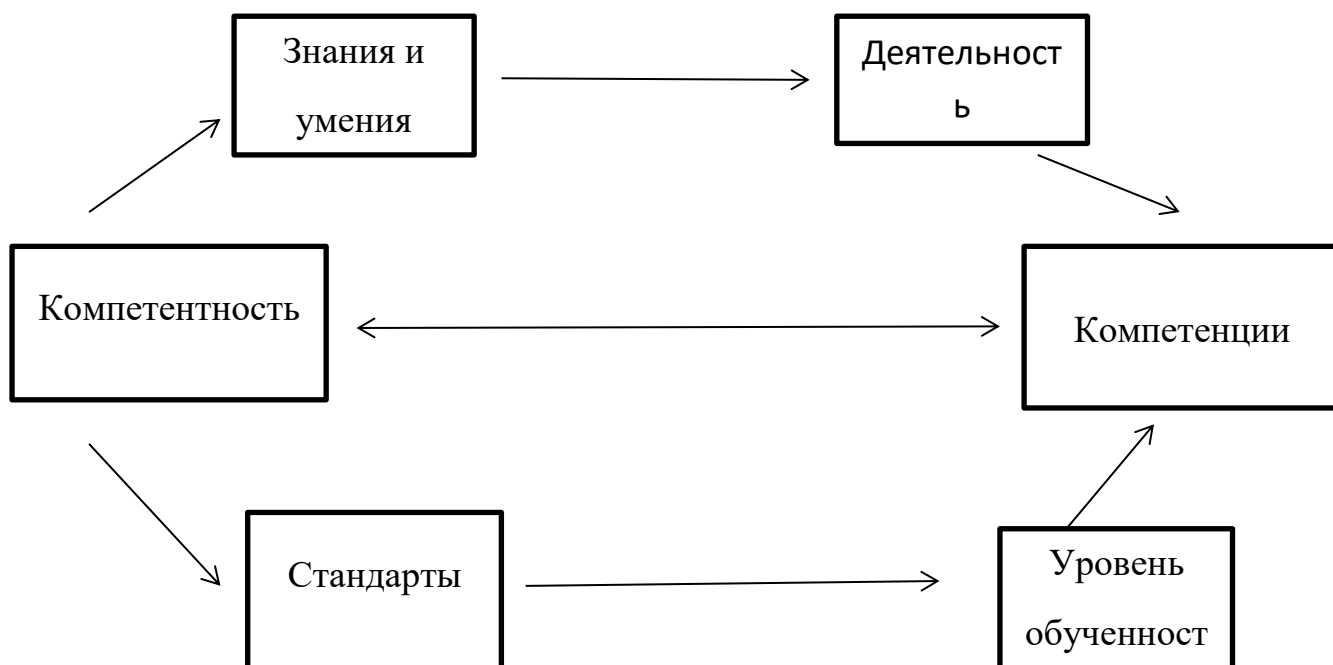 Знания и
умения
Деятельност
ь
Компетентность
Компетенции
Стандарты
Уровень
обученност